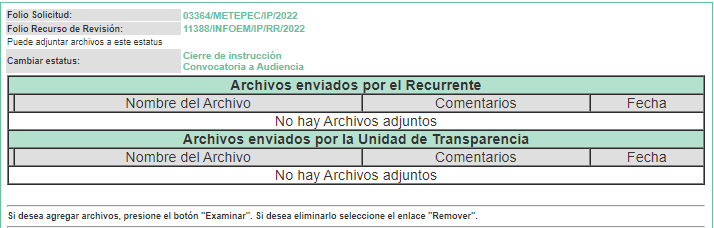 Folio Solicitud: 03364/METEPEC/IP/2022
Folio Recurso de Revisión: 11388/INFOEM/IP/RR/2022
Puede adjuntar archivos a este estatus
Cambiar estatus: Cierre de instrucción
Convocatoria a Audiencia
Archivos enviados por el Recurrente
Nombre del Archivo Comentarios Fecha
No hay Archivos adjuntos
Archivos enviados por la Unidad de Transparencia
Nombre del Archivo Comentarios Fecha
No hay Archivos adjuntos
Si desea agregar archivos, presione el botón "Examinar". Si desea eliminarlo seleccione el enlace "Remover".